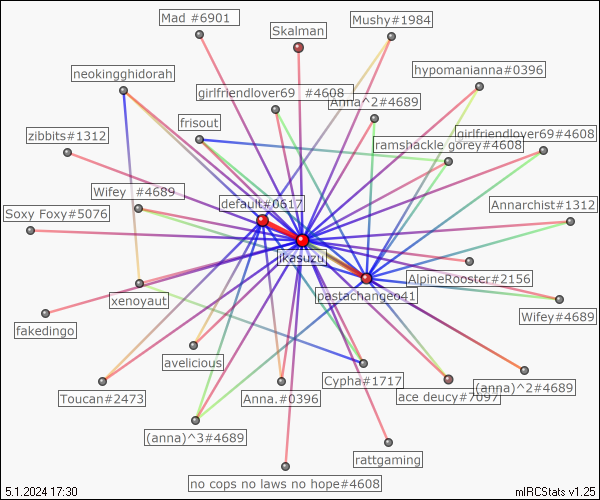 Mad #6901
Skalman
Mushy#1984
neokingghidorah
hypomanianna#0396
girlfriendlover69_#4608
Anna^2#4689
frisout
zibbits#1312
girlfriendlover69#4608
ramshackle gorey#4608
Wifey_#4689
default#0617
Annarchist#1312
Soxy Foxy#5076
ikasuzu
AlpineRooster#2156
pastachangeo41
xenoyaut
Wifey#4689
fakedingo
avelicious
Cypha#1717
(anna)^2#4689
Toucan#2473
Anna.#0396
ace deucy#7097
(anna)^3#4689
rattgaming
no cops no laws no hope#4608
5.1.2024 17:30
mIRCStats v1.25